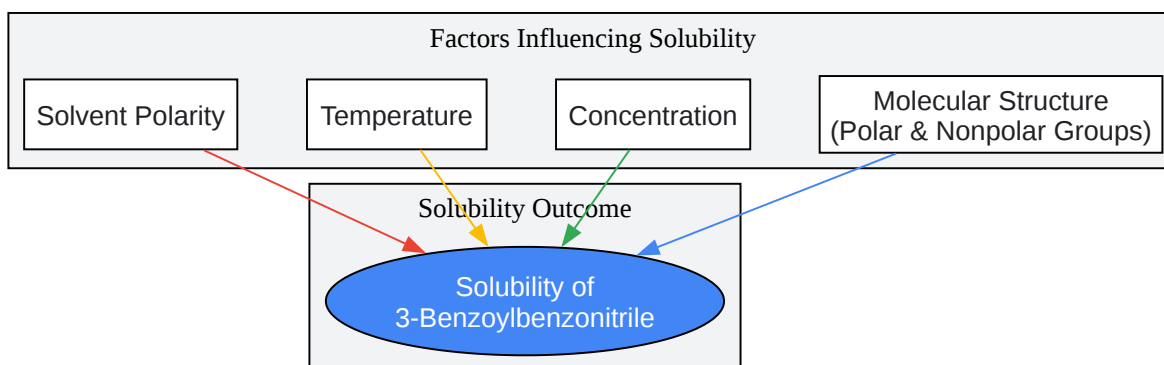 Factors Influencing Solubility
Solvent Polarity
Temperature
Concentration
Molecular Structure
(Polar & Nonpolar Groups)
Solubility Outcome
Solubility of
3-Benzoylbenzonitrile